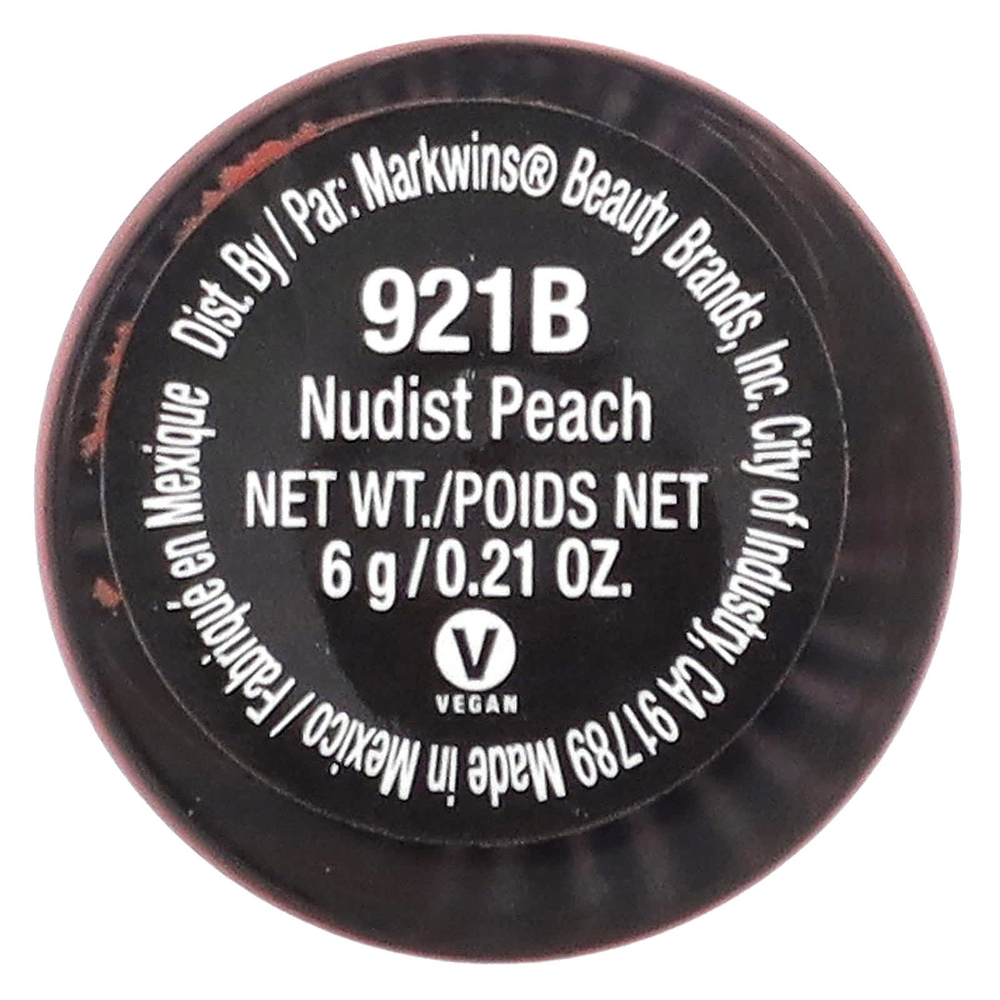 Dist. By / Par: Markwins® Beauty Brands, Inc. City of Industry, CA 91789 Made in Mexico / Fabriqué en Mexique
921B
Nudist Peach
NET WT./POIDS NET
6 g/0.21 OZ.
V
VEGAN